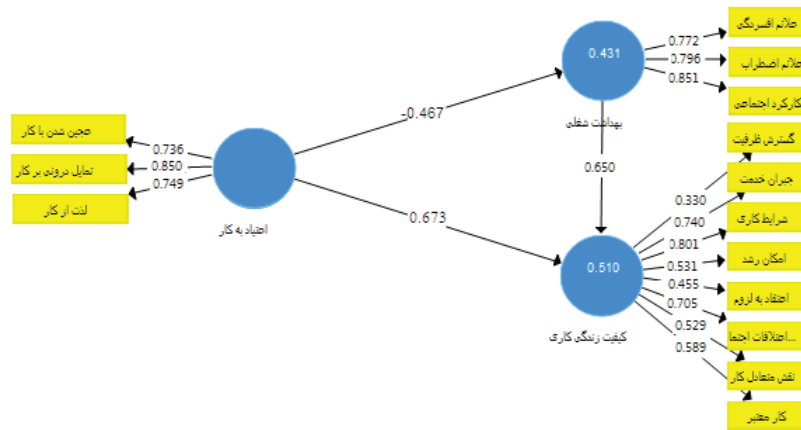 علائم افسردگی
0.772
0.431
0.796
علائم اضطراب
0.851
کارکرد اجتماعی
-0.467
بهداشت شغلی
عجین شدن با کار
0.736
تمایل درونی بر کار
0.850
0.749
لذت از کار
اعتیاد به کار
0.650
گسترش ظرفیت
0.330
جبران خدمت
0.740
0.673
شرایط کاری
0.801
0.510
0.531
امکان رشد
0.455
اعتقاد به لزوم
0.705
اختلافات اجتما...
0.529
کیفیت زندگی کاری
0.589
نقش متعادل کار
کار معتبر